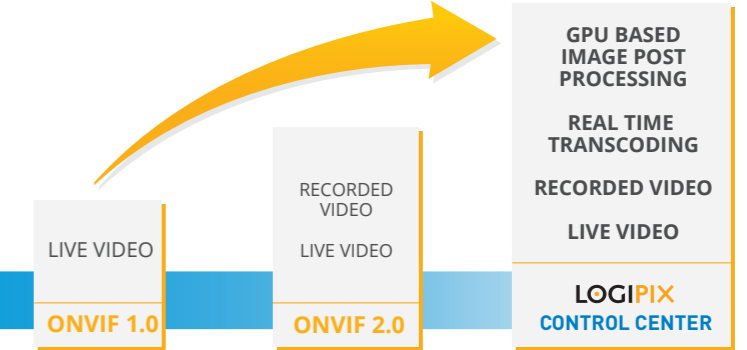 LIVE VIDEO
ONVIF 1.0
RECORDED
VIDEO
LIVE VIDEO
ONVIF 2.0
GPU BASED
IMAGE POST
PROCESSING
REAL TIME
TRANSCODING
RECORDED VIDEO
LIVE VIDEO
LOGIPIX
CONTROL CENTER